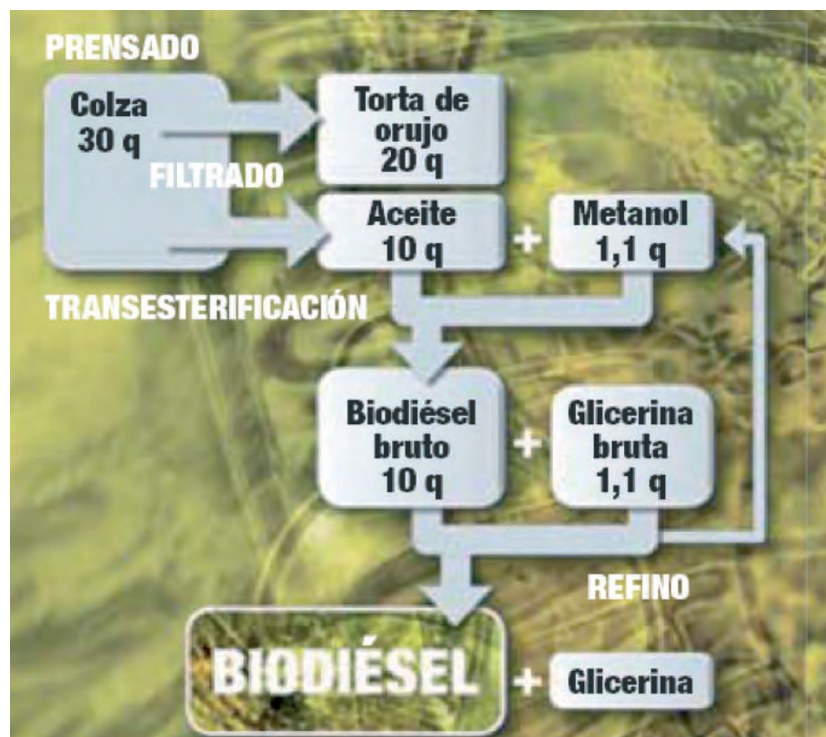 PRENSADO
Colza
30 q
Torta de
orujo
20 q
FILTRADO
Aceite
10 q
+
Metanol
1,1 q
TRANSESTERIFICACIÓN
Biodiésel
bruto
10 q
+
Glicerina
bruta
1,1 q
REFINO
BIODIÉSEL
+
Glicerina